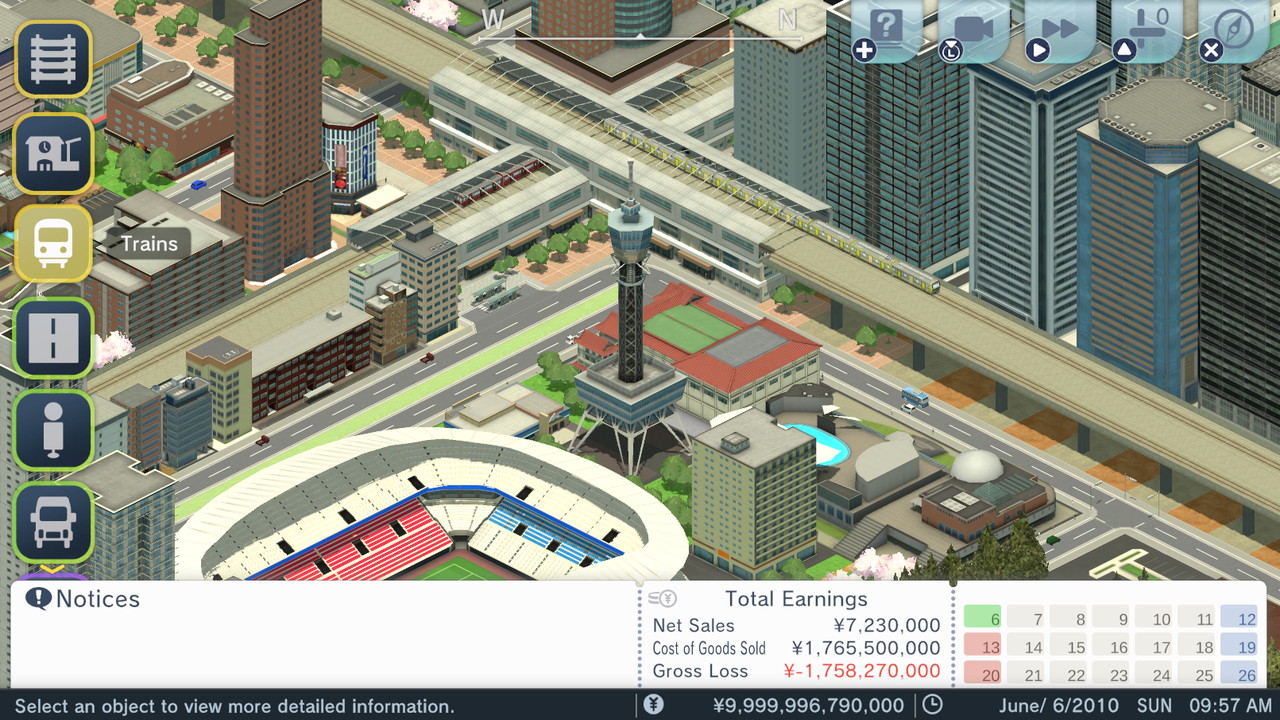 W N
0
Trains
Notices
Total Earnings
Net Sales ¥7,230,000
Cost of Goods Sold ¥1,765,500,000
Gross Loss ¥-1,758,270,000
6 7 8 9 10 11 12
13 14 15 16 17 18 19
20 21 22 23 24 25 26
Select an object to view more detailed information.
¥9,999,996,790,000
June/ 6/2010 SUN 09:57 AM